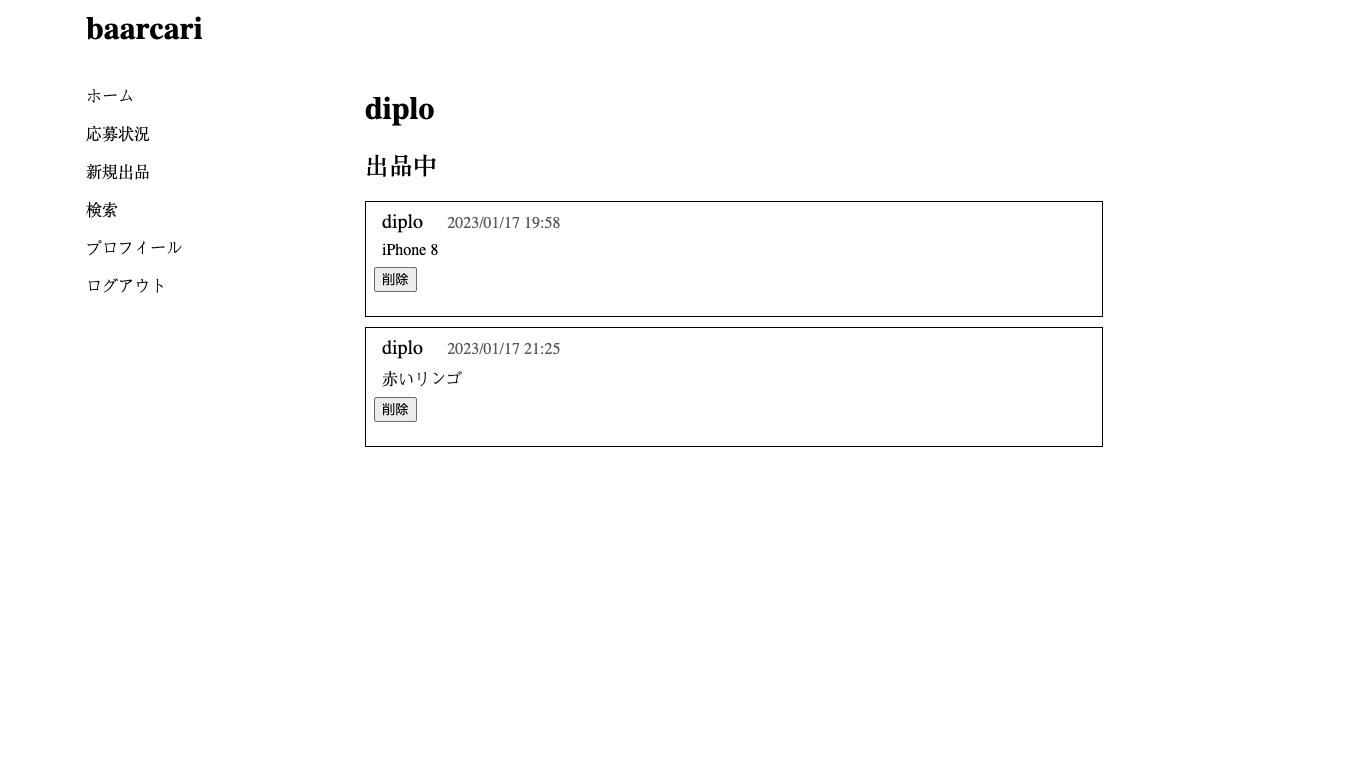 baarcari
ホーム
応募状況
新規出品
検索
プロフィール
ログアウト
diplo
出品中
diplo 2023/01/17 19:58
iPhone 8
削除
diplo 2023/01/17 21:25
赤いリンゴ
削除